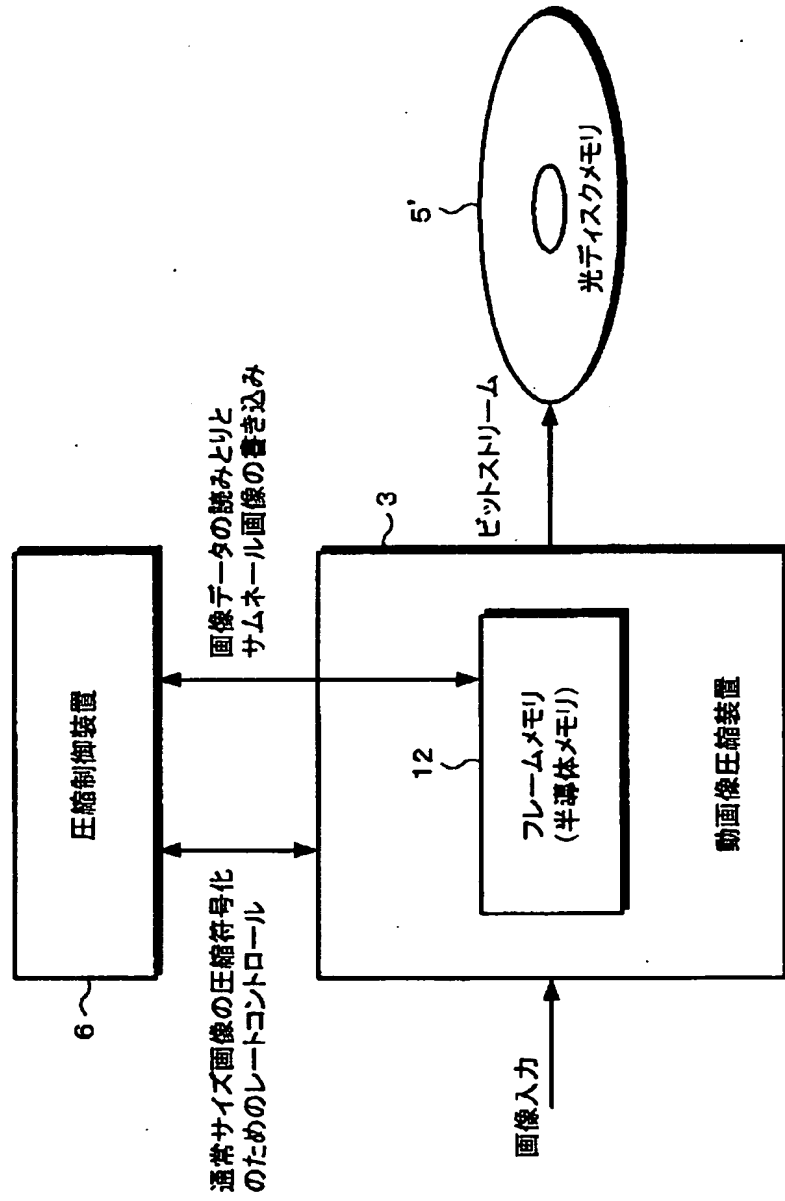 圧縮制御装置
6
通常サイズ画像の圧縮符号化
のためのレートコントロール
画像データの読みとりと
サムネール画像の書き込み
3
12
フレームメモリ
(半導体メモリ)
動画像圧縮装置
画像入力
ビットストリーム
5'
光ディスクメモリ